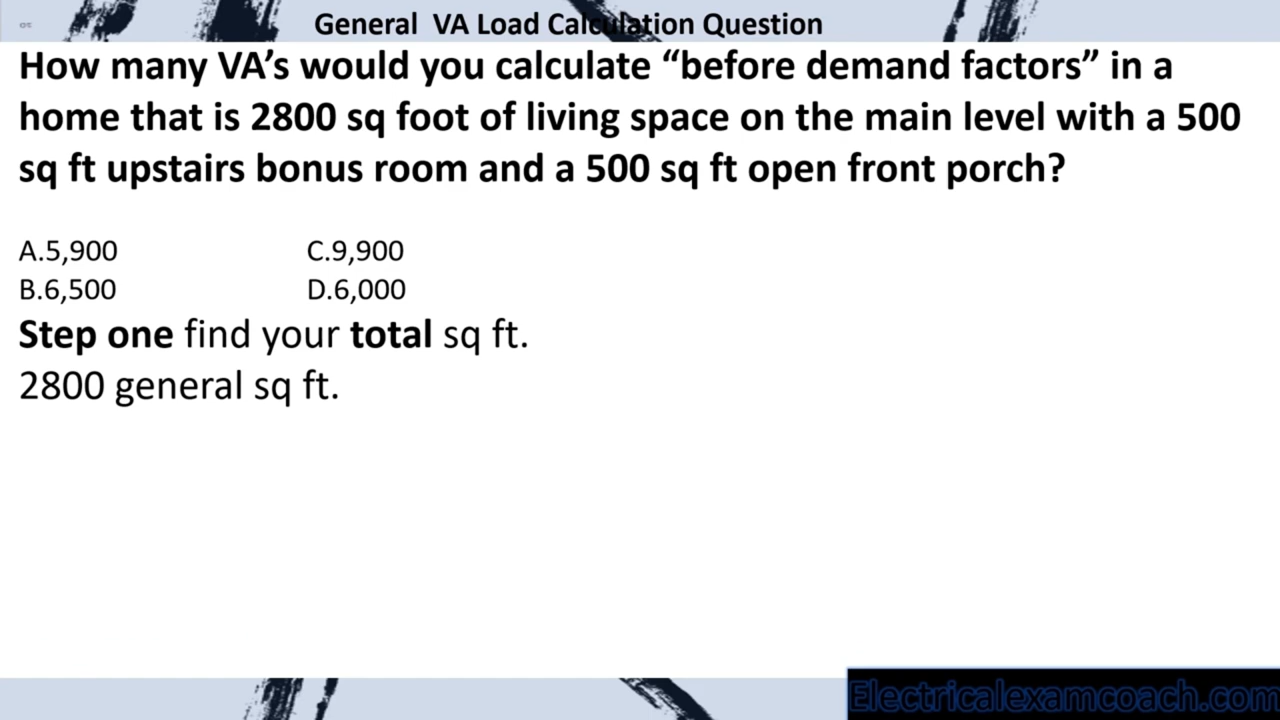 General VA Load Calculation Question
How many VA’s would you calculate “before demand factors” in a
home that is 2800 sq foot of living space on the main level with a 500
sq ft upstairs bonus room and a 500 sq ft open front porch?
A.5,900 C.9,900
B.6,500 D.6,000
Step one find your total sq ft.
2800 general sq ft.
Electricalexamcoach.com